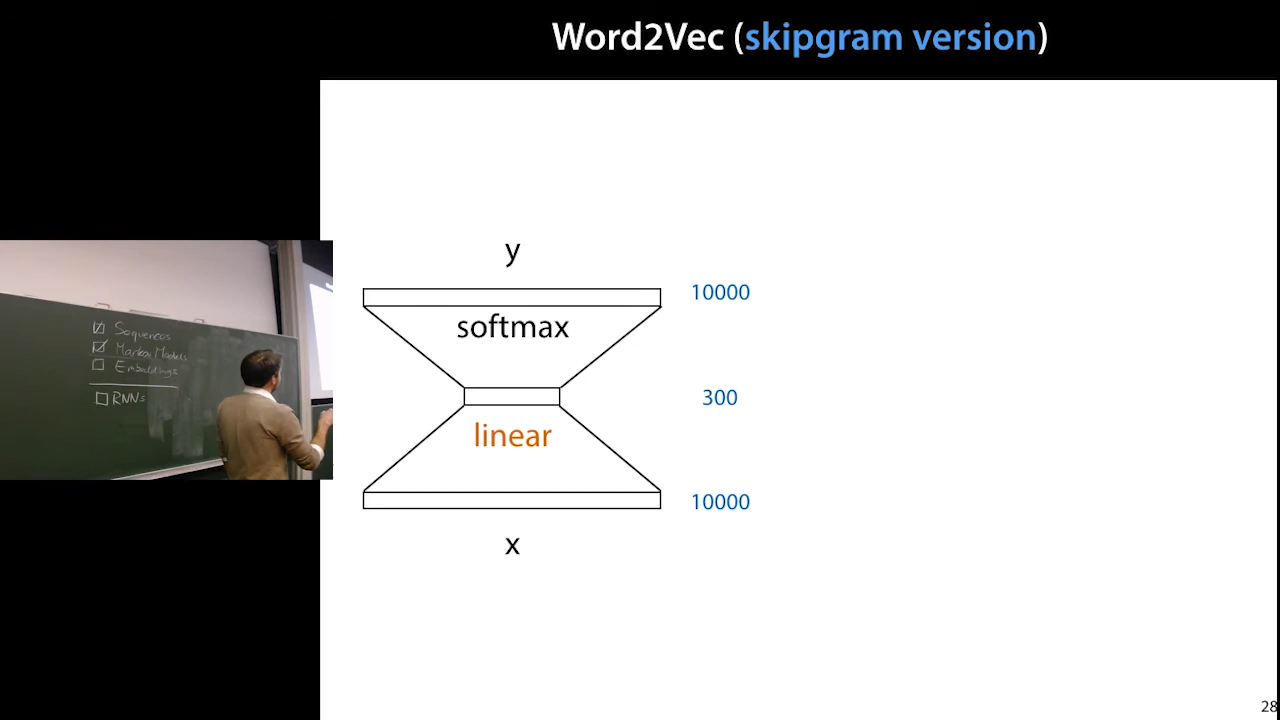 Word2Vec (skipgram version)
y
10000
softmax
300
linear
10000
x
Sequences
Markov Models
Embeddings
RNNs
28